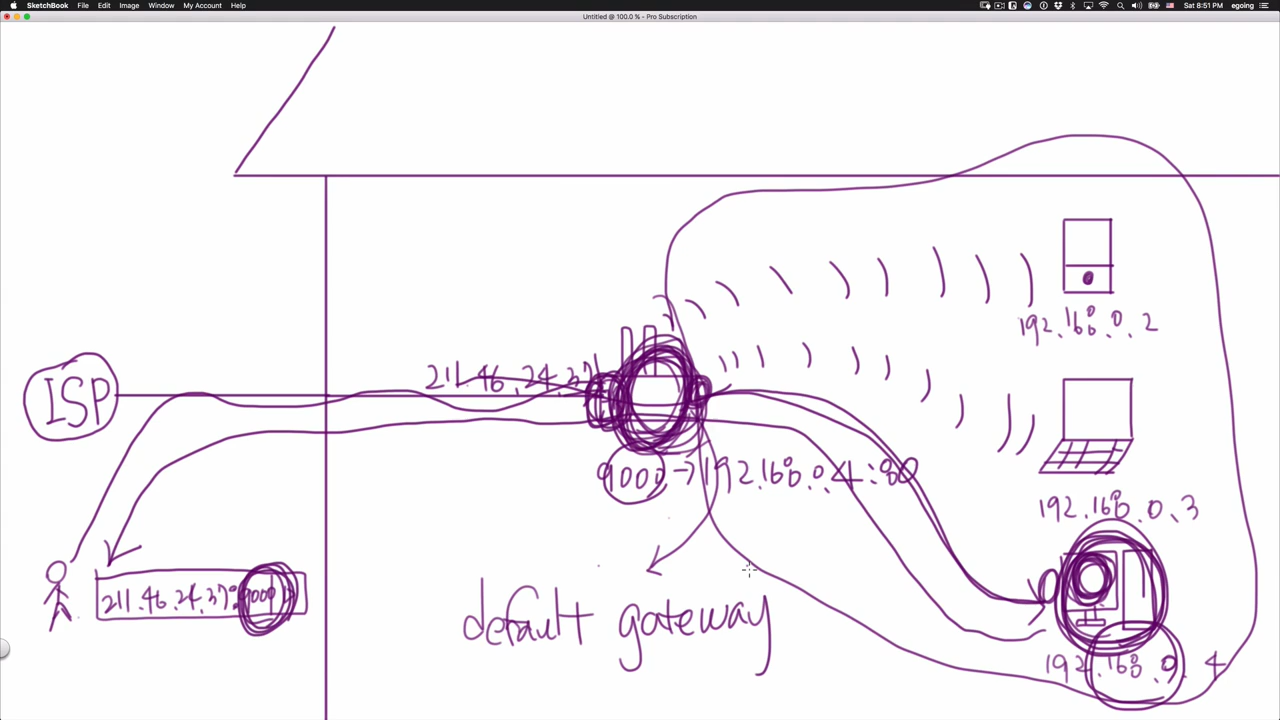 SketchBook File Edit Image Window My Account Help
Sat 8:51 PM egoing
Untitled @ 100.0 % - Pro Subscription
192.168.0.2
211.46.24.37
ISP
9000 → 192.168.0.4:80
192.168.0.3
211.46.24.37:9000
default gateway
192.168.0.4